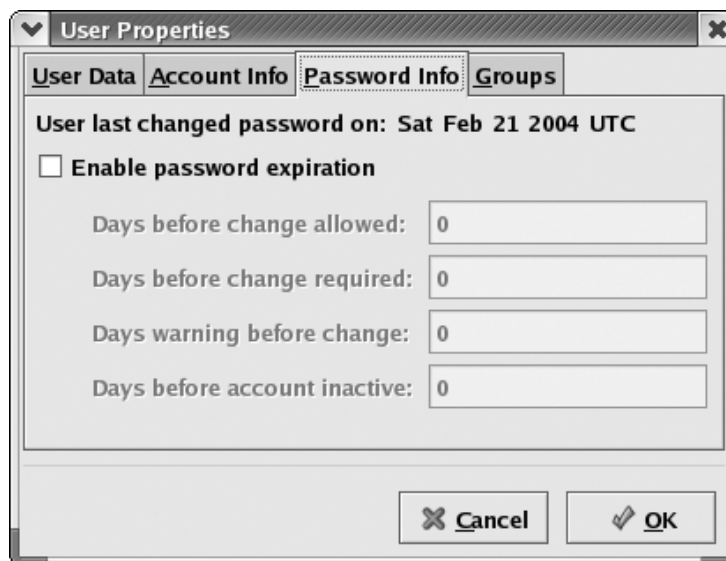 User Properties
User Data Account Info Password Info Groups
User last changed password on: Sat Feb 21 2004 UTC
Enable password expiration
Days before change allowed: 0
Days before change required: 0
Days warning before change: 0
Days before account inactive: 0
Cancel OK